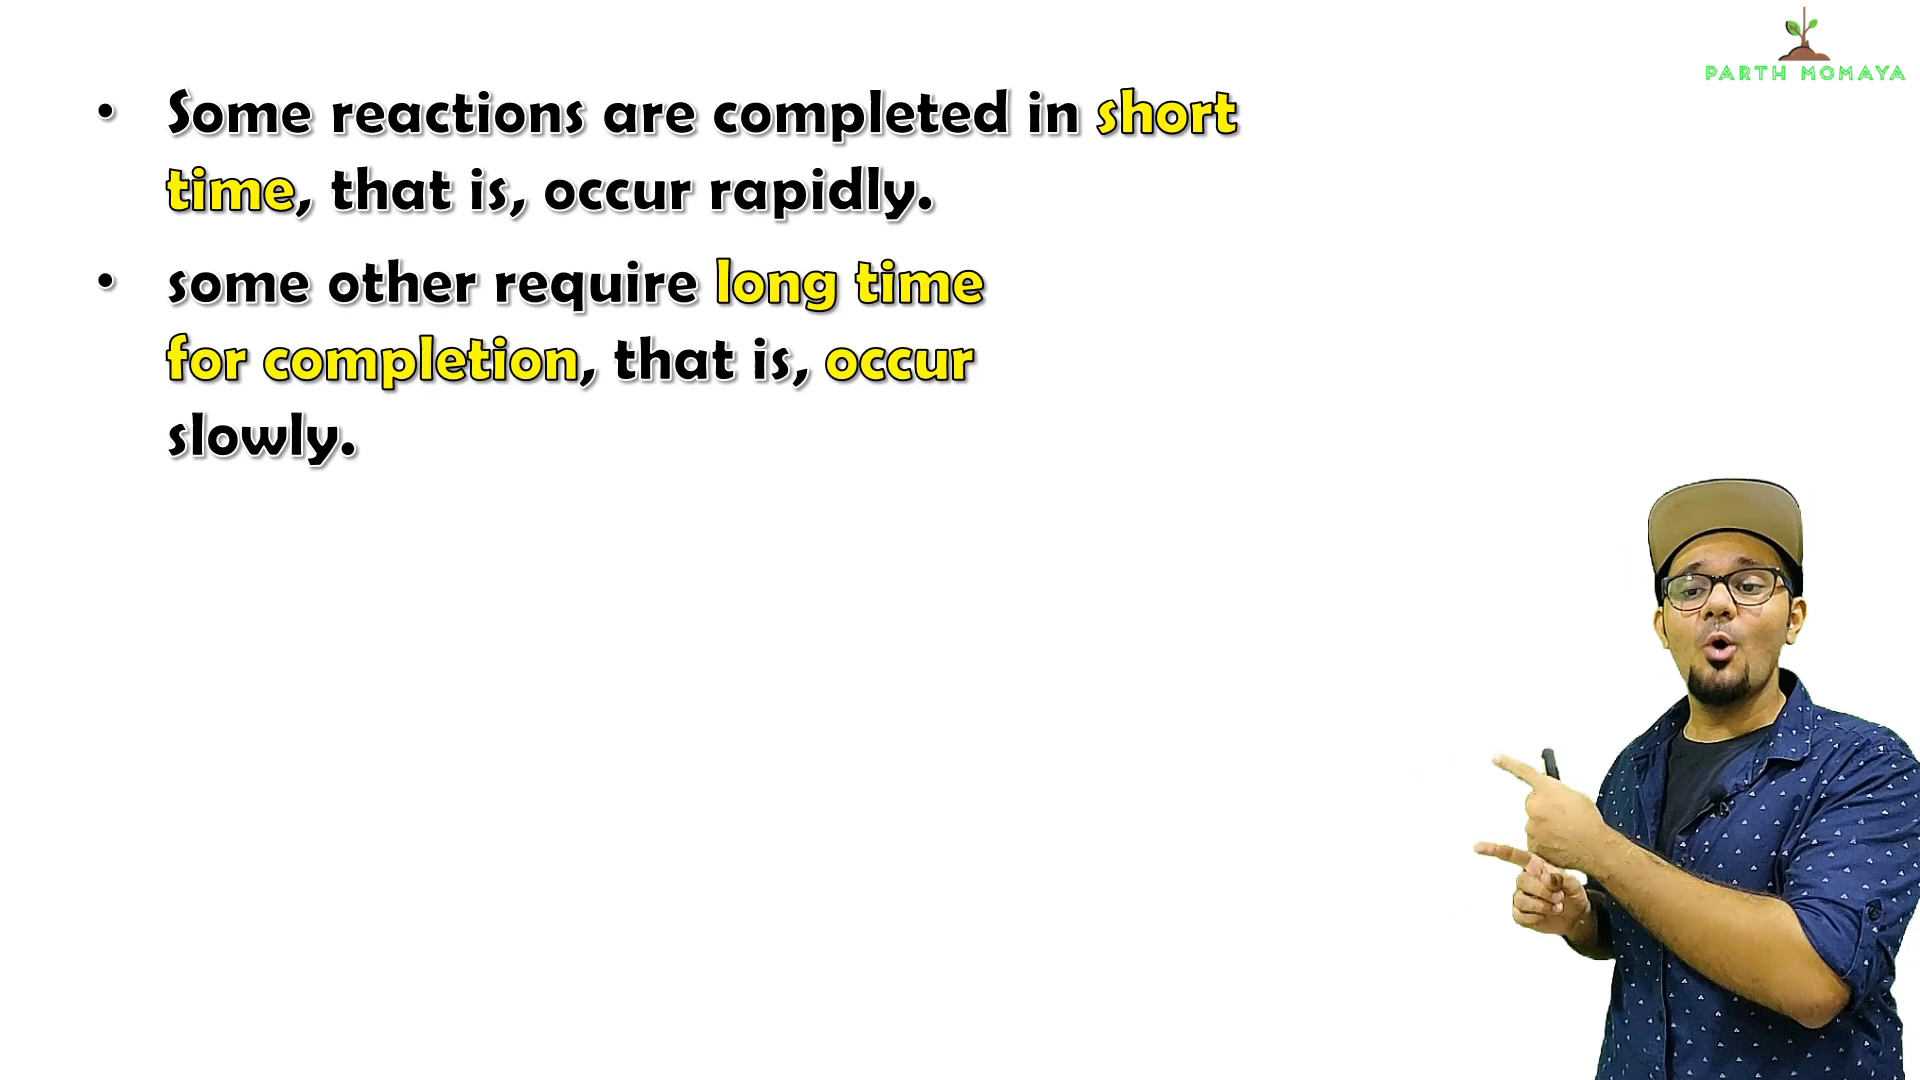 PARTH MOMAYA
• Some reactions are completed in short
time, that is, occur rapidly.
• some other require long time
for completion, that is, occur
slowly.